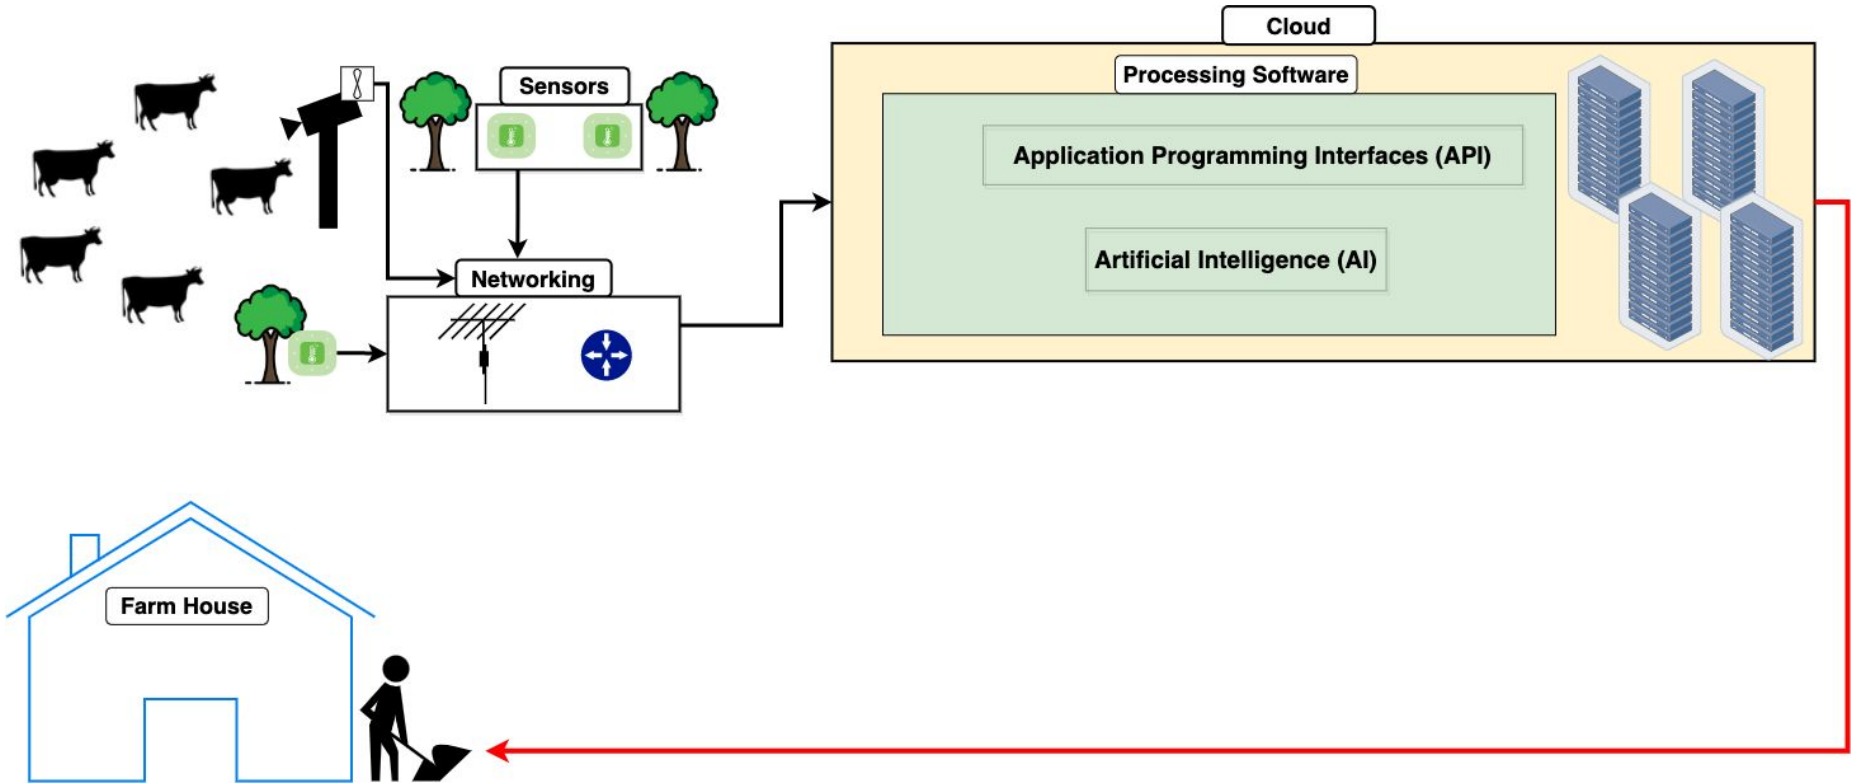 Cloud
Sensors
Processing Software
Application Programming Interfaces (API)
Artificial Intelligence (AI)
Networking
Farm House